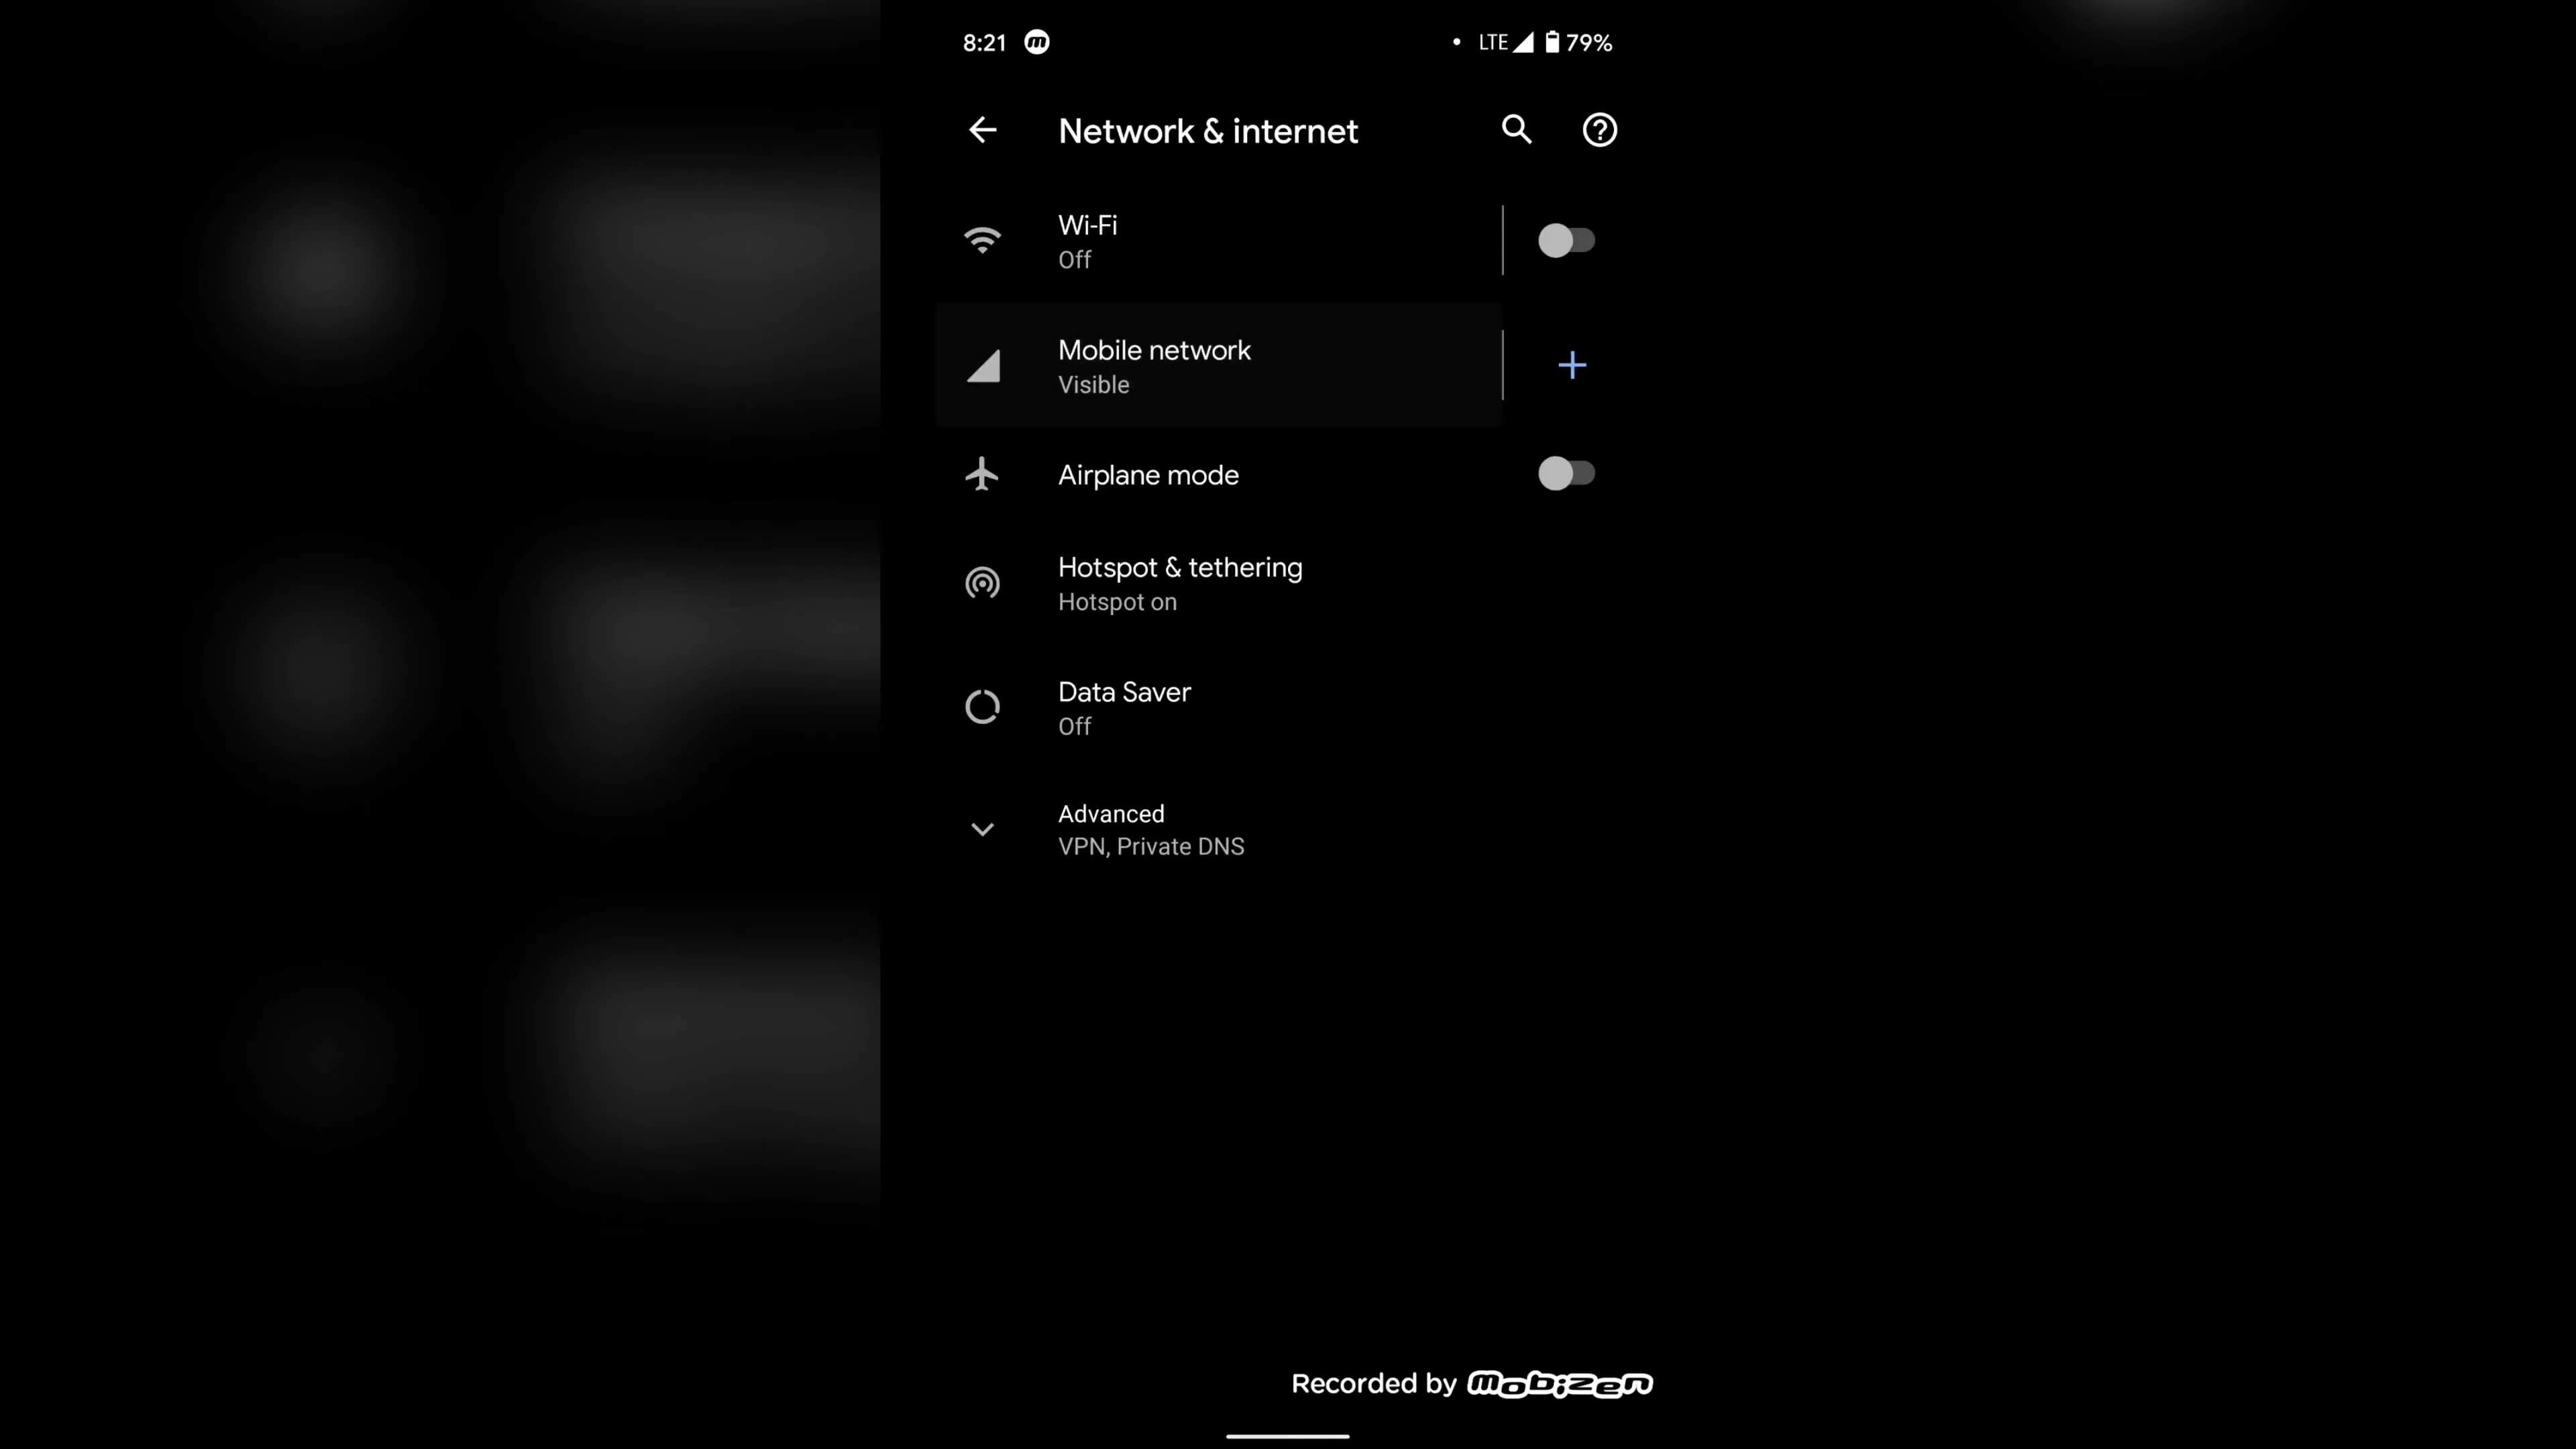 8:21 m LTE 79%
Network & internet
Wi-Fi
Off
Mobile network
Visible
Airplane mode
Hotspot & tethering
Hotspot on
Data Saver
Off
Advanced
VPN, Private DNS
Recorded by mobizen